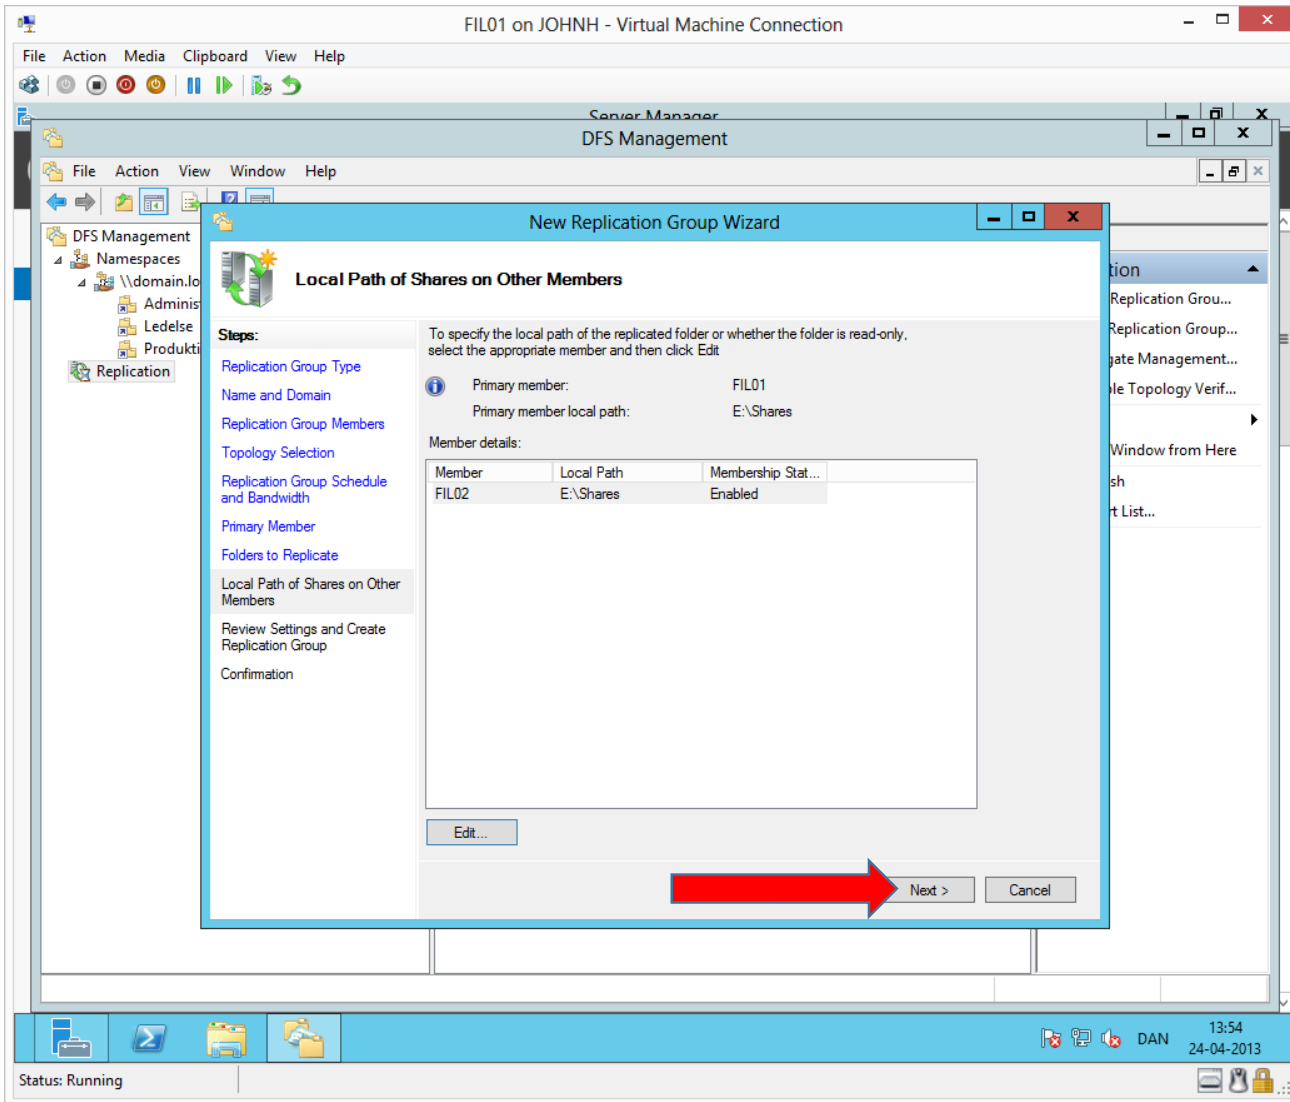 FIL01 on JOHNH - Virtual Machine Connection
File Action Media Clipboard View Help
Server Manager
DFS Management
File Action View Window Help
New Replication Group Wizard
DFS Management
Namespaces
\\domain.lo
Adminis
Ledelse
Produkti
Replication
Local Path of Shares on Other Members
Steps:
Replication Group Type
Name and Domain
Replication Group Members
Topology Selection
Replication Group Schedule
and Bandwidth
Primary Member
Folders to Replicate
Local Path of Shares on Other
Members
Review Settings and Create
Replication Group
Confirmation
To specify the local path of the replicated folder or whether the folder is read-only,
select the appropriate member and then click Edit
Primary member: FIL01
Primary member local path: E:\Shares
Member details:
Member Local Path Membership Stat...
FIL02 E:\Shares Enabled
Edit...
Next > Cancel
tion
Replication Grou...
Replication Group...
gate Management...
le Topology Verif...
Window from Here
sh
rt List...
DAN
13:54
24-04-2013
Status: Running